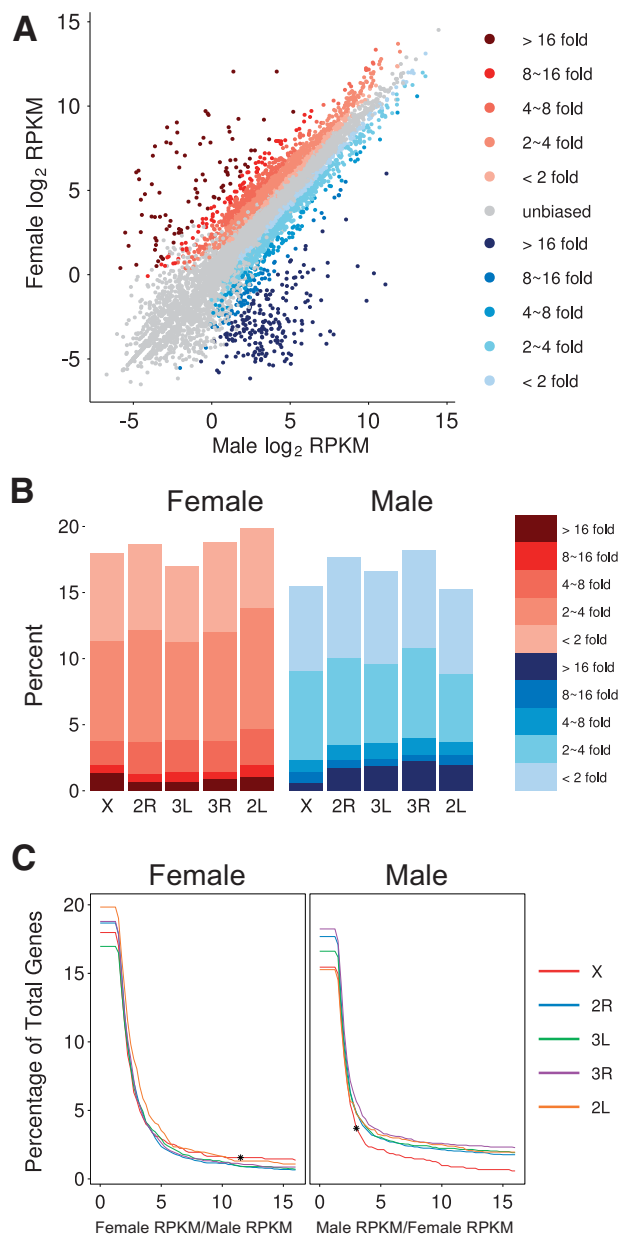 A
15
10
5
0
-5
Female log2 RPKM
-5 0 5 10 15
Male log2 RPKM
> 16 fold
8~16 fold
4~8 fold
2~4 fold
< 2 fold
unbiased
> 16 fold
8~16 fold
4~8 fold
2~4 fold
< 2 fold
B
Female Male
20
15
10
5
0
Percent
X 2R 3L 3R 2L X 2R 3L 3R 2L
> 16 fold
8~16 fold
4~8 fold
2~4 fold
< 2 fold
> 16 fold
8~16 fold
4~8 fold
2~4 fold
< 2 fold
C
Female Male
20
15
10
5
0
Percentage of Total Genes
* *
0 5 10 15 0 5 10 15
Female RPKM/Male RPKM Male RPKM/Female RPKM
X
2R
3L
3R
2L